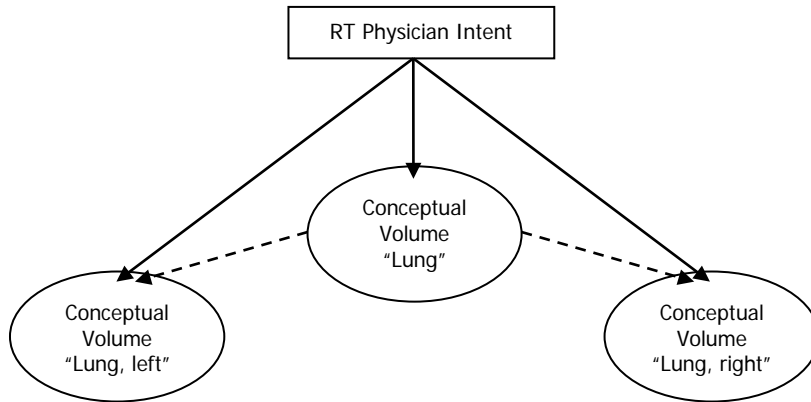 RT Physician Intent
Conceptual
Volume
“Lung”
Conceptual
Volume
“Lung, left”
Conceptual
Volume
“Lung, right”